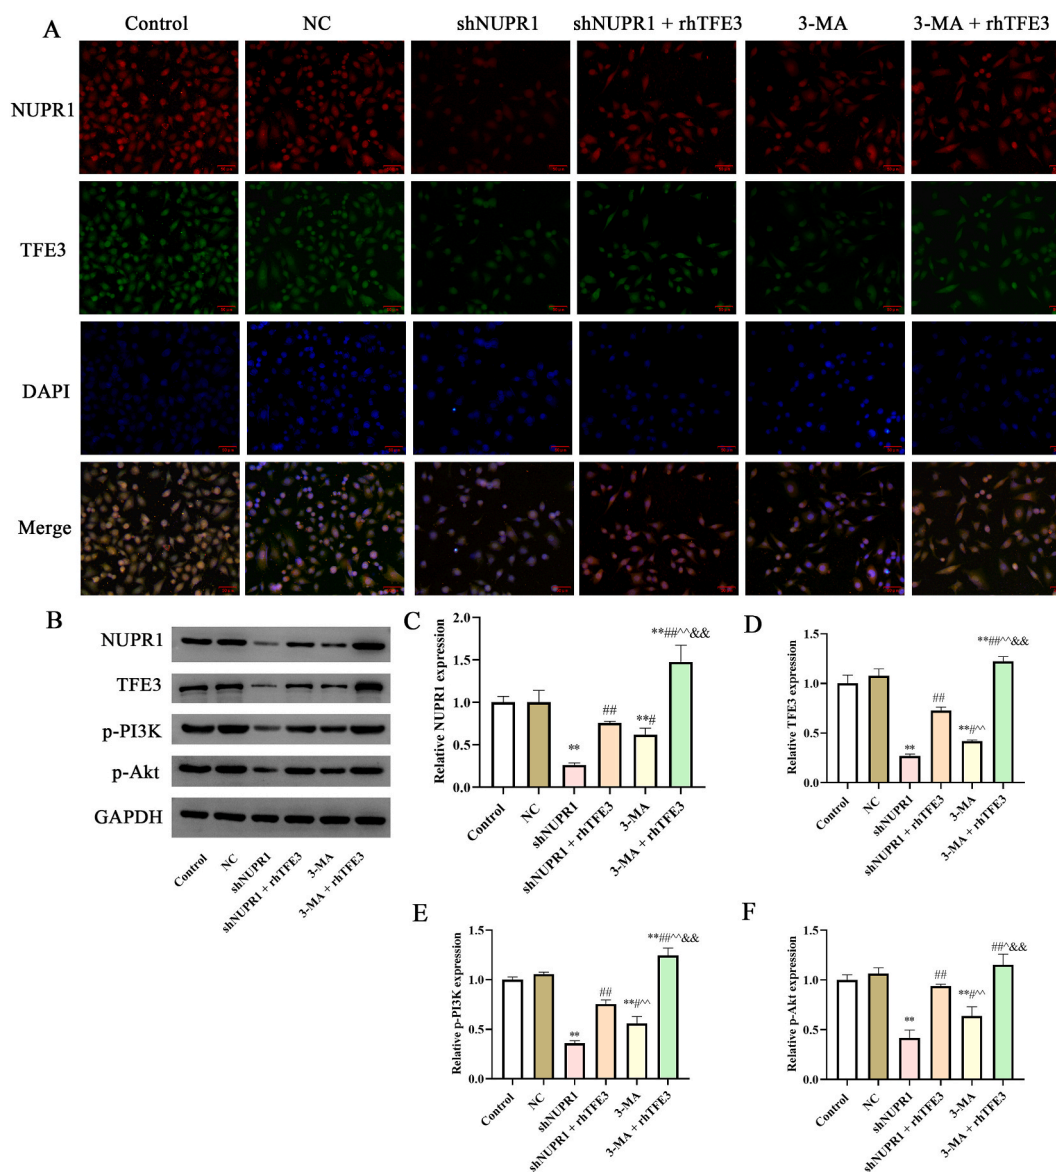 A
Control
NC
shNUPR1
shNUPR1 + rhTFE3
3-MA
3-MA + rhTFE3
NUPR1
TFE3
DAPI
Merge
B
NUPR1
TFE3
p-PI3K
p-Akt
GAPDH
Control
NC
shNUPR1
shNUPR1 + rhTFE3
3-MA
3-MA + rhTFE3
C
Relative NUPR1 expression
2.0
1.5
1.0
0.5
0.0
**
##
**#
**##^^&&
Control
NC
shNUPR1
shNUPR1 + rhTFE3
3-MA
3-MA + rhTFE3
D
Relative TFE3 expression
1.5
1.0
0.5
0.0
**
##
**#^^
**##^^&&
Control
NC
shNUPR1
shNUPR1 + rhTFE3
3-MA
3-MA + rhTFE3
E
Relative p-PI3K expression
1.5
1.0
0.5
0.0
**
##
**#^^
**##^^&&
Control
NC
shNUPR1
shNUPR1 + rhTFE3
3-MA
3-MA + rhTFE3
F
Relative p-Akt expression
1.5
1.0
0.5
0.0
**
##
**#^^
##^&&
Control
NC
shNUPR1
shNUPR1 + rhTFE3
3-MA
3-MA + rhTFE3